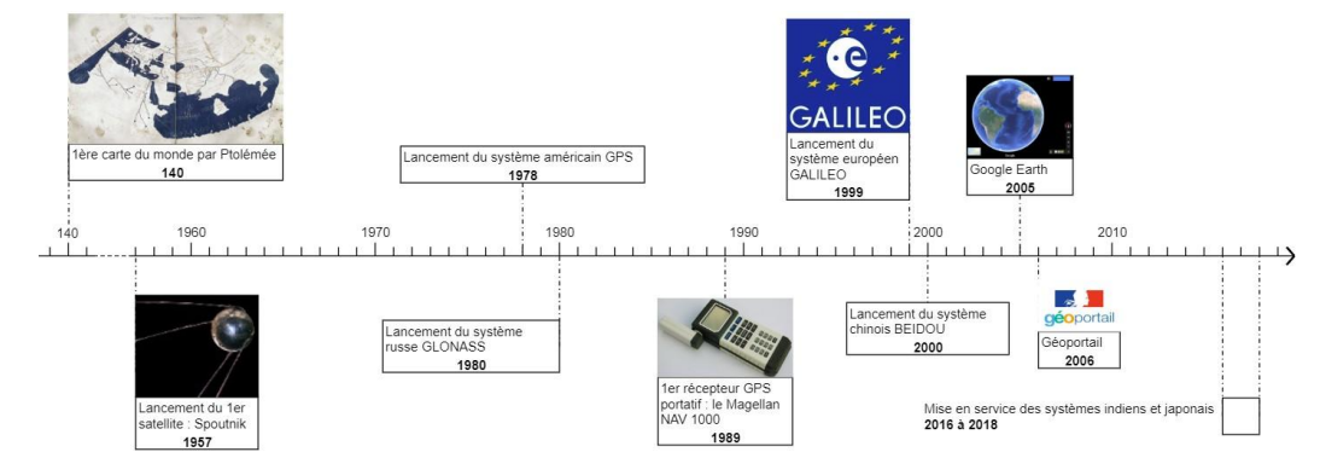 GALILEO
1ère carte du monde par Ptolémée
140
Lancement du système américain GPS
1978
Lancement du
système européen
GALILEO
1999
Google Earth
2005
140
1960
1970
1980
1990
2000
2010
Lancement du 1er
satellite : Spoutnik
1957
Lancement du système
russe GLONASS
1980
1er récepteur GPS
portatif : le Magellan
NAV 1000
1989
Lancement du système
chinois BEIDOU
2000
géoportail
Géoportail
2006
Mise en service des systèmes indiens et japonais
2016 à 2018